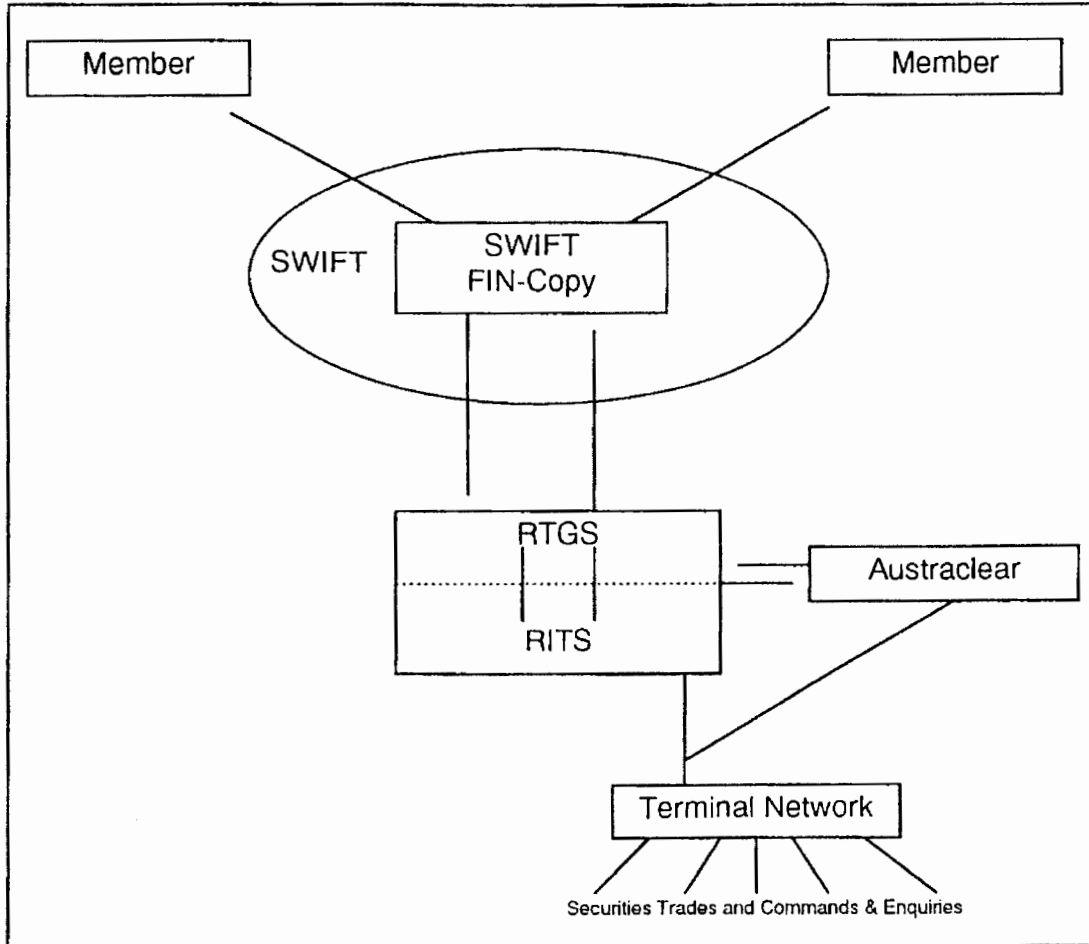 Member
Member
SWIFT
SWIFT
FIN-Copy
RTGS
RITS
Austraclear
Terminal Network
Securities Trades and Commands & Enquiries